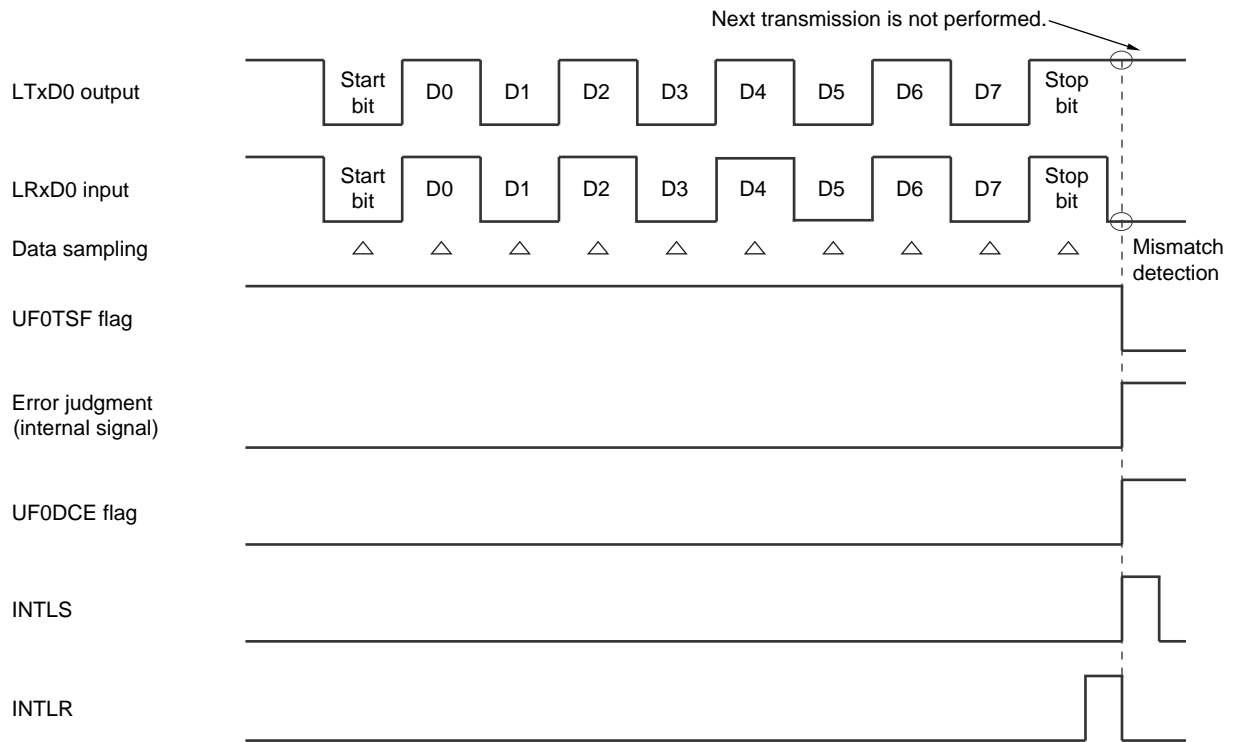 Next transmission is not performed.
LTxD0 output
Start
bit
D0
D1
D2
D3
D4
D5
D6
D7
Stop
bit
LRxD0 input
Start
bit
D0
D1
D2
D3
D4
D5
D6
D7
Stop
bit
Data sampling
Mismatch
detection
UF0TSF flag
Error judgment
(internal signal)
UF0DCE flag
INTLS
INTLR